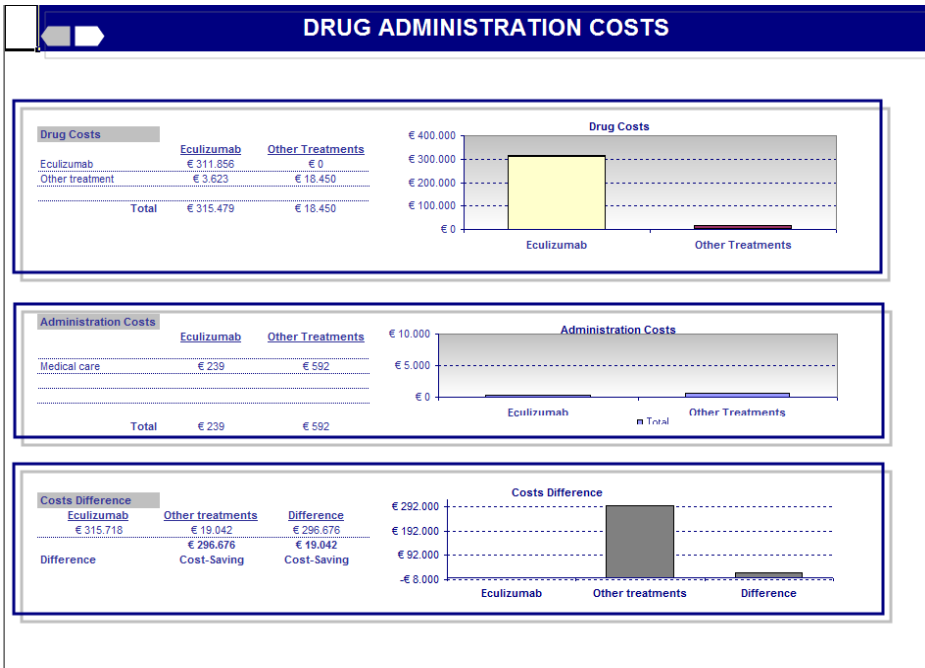 DRUG ADMINISTRATION COSTS
Drug Costs
Eculizumab Other Treatments
Eculizumab € 311.856 € 0
Other treatment € 3.623 € 18.450
Total € 315.479 € 18.450
Drug Costs
€ 400.000
€ 300.000
€ 200.000
€ 100.000
€ 0
Eculizumab Other Treatments
Administration Costs
Eculizumab Other Treatments
Medical care € 239 € 592
Total € 239 € 592
Administration Costs
€ 10.000
€ 5.000
€ 0
Eculizumab Other Treatments
Total
Costs Difference
Eculizumab Other treatments Difference
€ 315.718 € 19.042 € 296.676
€ 296.676 € 19.042
Difference Cost-Saving Cost-Saving
Costs Difference
€ 292.000
€ 192.000
€ 92.000
-€ 8.000
Eculizumab Other treatments Difference